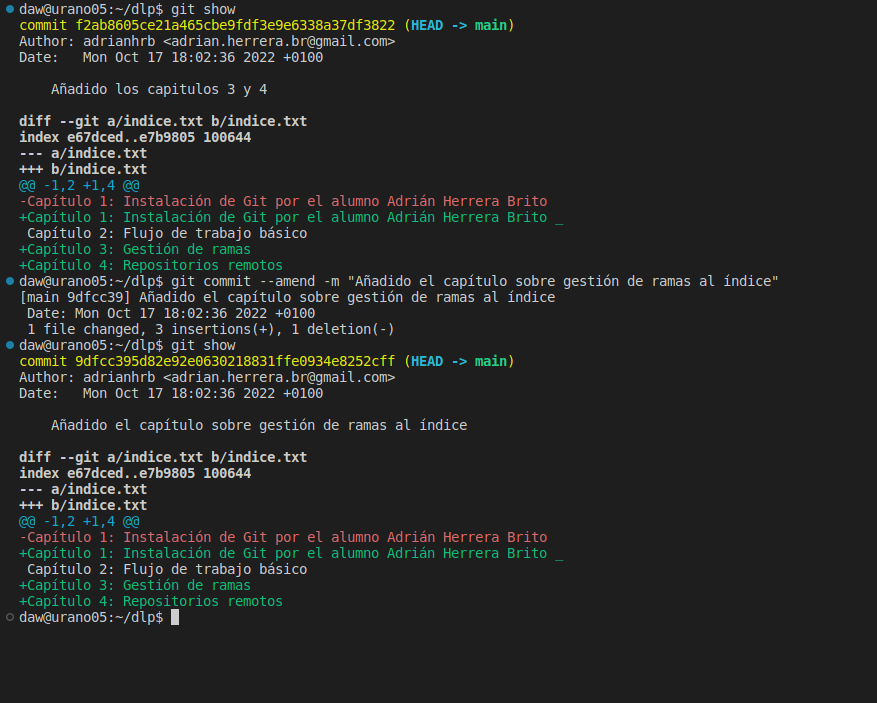 daw@urano05:~/dlp$ git show
commit f2ab8605ce21a465cbe9fdf3e9e6338a37df3822 (HEAD -> main)
Author: adrianhrb <adrian.herrera.br@gmail.com>
Date:   Mon Oct 17 18:02:36 2022 +0100
    Añadido los capitulos 3 y 4
diff --git a/indice.txt b/indice.txt
index e67dced..e7b9805 100644
--- a/indice.txt
+++ b/indice.txt
@@ -1,2 +1,4 @@
-Capítulo 1: Instalación de Git por el alumno Adrián Herrera Brito
+Capítulo 1: Instalación de Git por el alumno Adrián Herrera Brito _
 Capítulo 2: Flujo de trabajo básico
+Capítulo 3: Gestión de ramas
+Capítulo 4: Repositorios remotos
daw@urano05:~/dlp$ git commit --amend -m "Añadido el capítulo sobre gestión de ramas al índice"
[main 9dfcc39] Añadido el capítulo sobre gestión de ramas al índice
 Date: Mon Oct 17 18:02:36 2022 +0100
 1 file changed, 3 insertions(+), 1 deletion(-)
daw@urano05:~/dlp$ git show
commit 9dfcc395d82e92e0630218831ffe0934e8252cff (HEAD -> main)
Author: adrianhrb <adrian.herrera.br@gmail.com>
Date:   Mon Oct 17 18:02:36 2022 +0100
    Añadido el capítulo sobre gestión de ramas al índice
diff --git a/indice.txt b/indice.txt
index e67dced..e7b9805 100644
--- a/indice.txt
+++ b/indice.txt
@@ -1,2 +1,4 @@
-Capítulo 1: Instalación de Git por el alumno Adrián Herrera Brito
+Capítulo 1: Instalación de Git por el alumno Adrián Herrera Brito _
 Capítulo 2: Flujo de trabajo básico
+Capítulo 3: Gestión de ramas
+Capítulo 4: Repositorios remotos
daw@urano05:~/dlp$